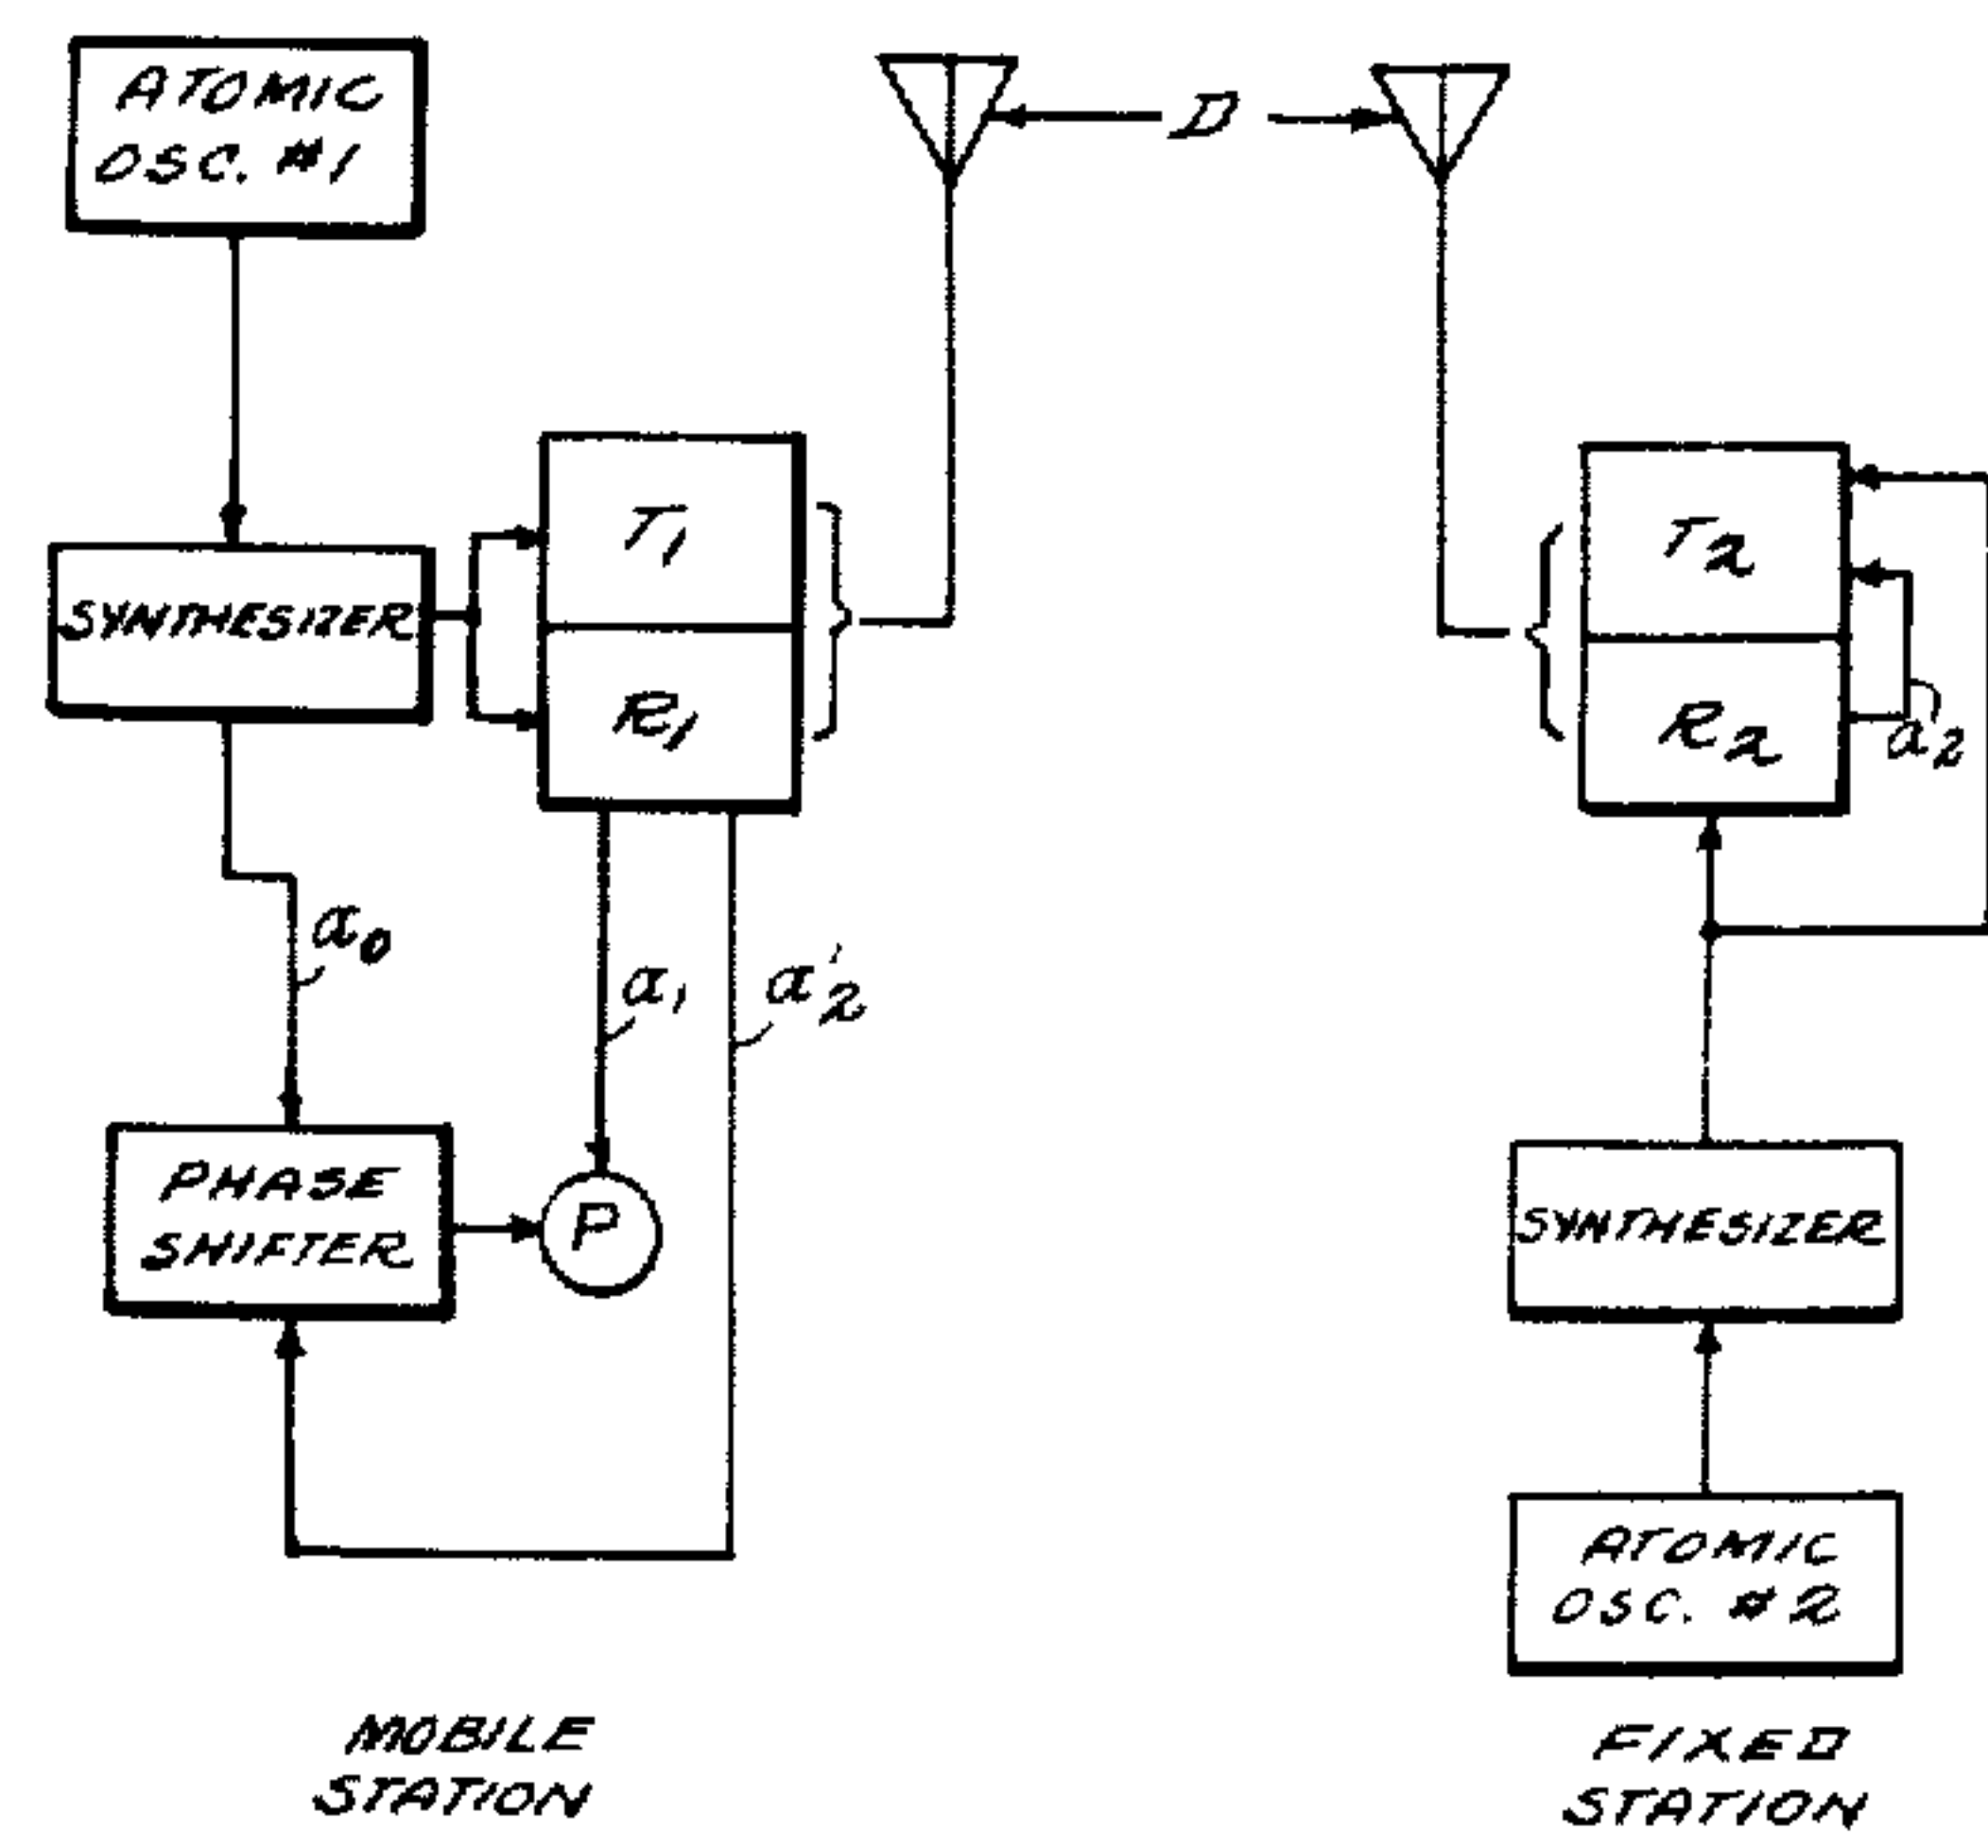 ATOMIC
OSC. #1
D
SYNTHESIZER
T1
R1
T2
R2
a2
a0
a1
a'2
PHASE
SHIFTER
P
SYNTHESIZER
ATOMIC
OSC. #2
MOBILE
STATION
FIXED
STATION